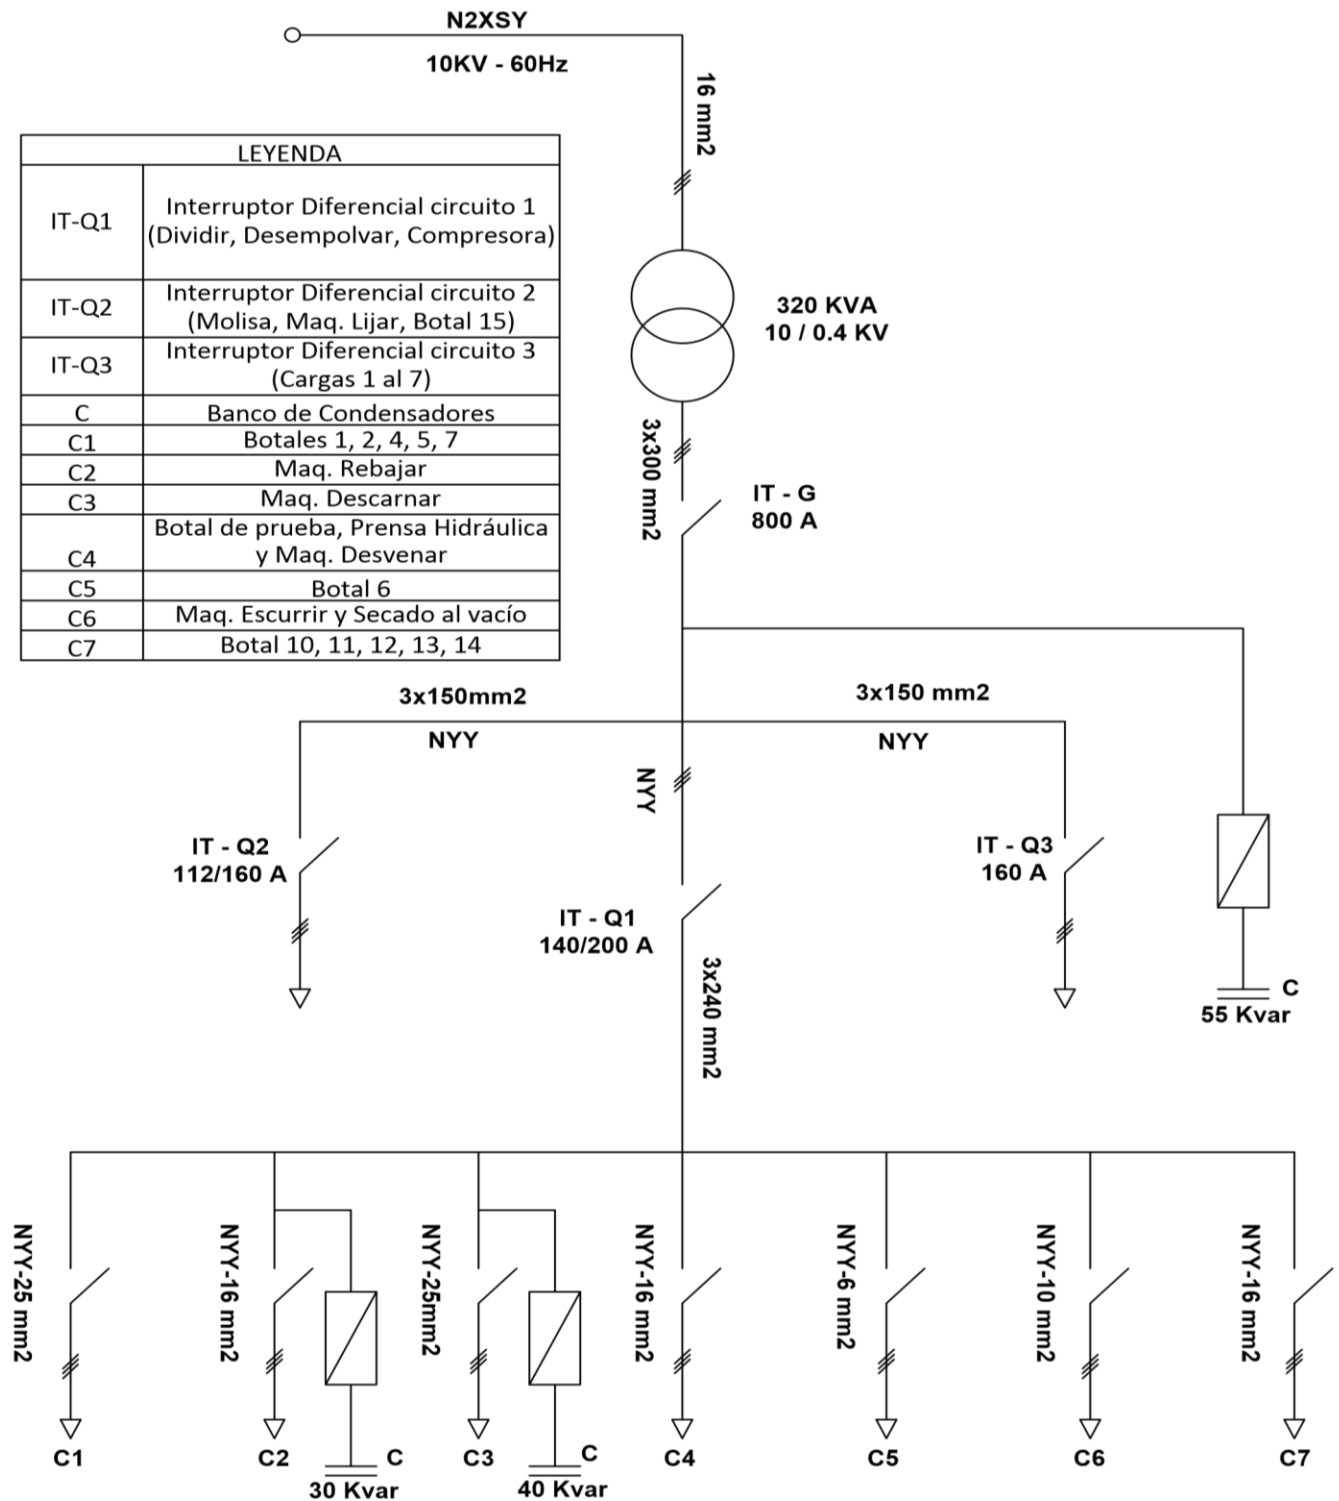 N2XSY
10KV - 60Hz
16 mm2
LEYENDA
IT-Q1
Interruptor Diferencial circuito 1
(Dividir, Desempolvar, Compresora)
IT-Q2
Interruptor Diferencial circuito 2
(Molisa, Maq. Lijar, Botal 15)
IT-Q3
Interruptor Diferencial circuito 3
(Cargas 1 al 7)
C
Banco de Condensadores
C1
Botales 1, 2, 4, 5, 7
C2
Maq. Rebajar
C3
Maq. Descarnar
C4
Botal de prueba, Prensa Hidráulica
y Maq. Desvenar
C5
Botal 6
C6
Maq. Escurrir y Secado al vacío
C7
Botal 10, 11, 12, 13, 14
320 KVA
10 / 0.4 KV
3x300 mm2
IT - G
800 A
3x150mm2
NYY
3x150 mm2
NYY
NYY
IT - Q2
112/160 A
IT - Q1
140/200 A
IT - Q3
160 A
3x240 mm2
C
55 Kvar
NYY-25 mm2
NYY-16 mm2
NYY-25mm2
NYY-16 mm2
NYY-6 mm2
NYY-10 mm2
NYY-16 mm2
C1
C2
C
30 Kvar
C3
C
40 Kvar
C4
C5
C6
C7